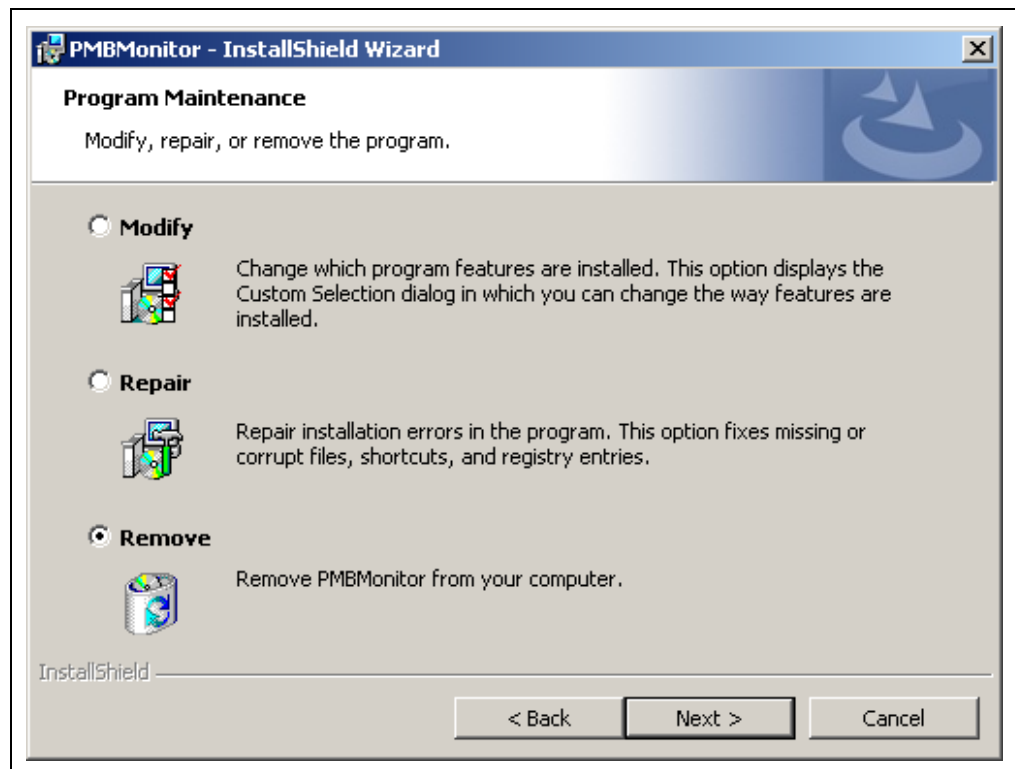 PMBMonitor - InstallShield Wizard
Program Maintenance
Modify, repair, or remove the program.
Modify
Change which program features are installed. This option displays the
Custom Selection dialog in which you can change the way features are
installed.
Repair
Repair installation errors in the program. This option fixes missing or
corrupt files, shortcuts, and registry entries.
Remove
Remove PMBMonitor from your computer.
InstallShield
< Back
Next >
Cancel